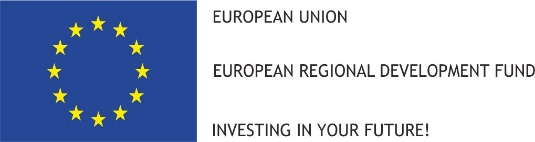 EUROPEAN UNION
EUROPEAN REGIONAL DEVELOPMENT FUND
INVESTING IN YOUR FUTURE!